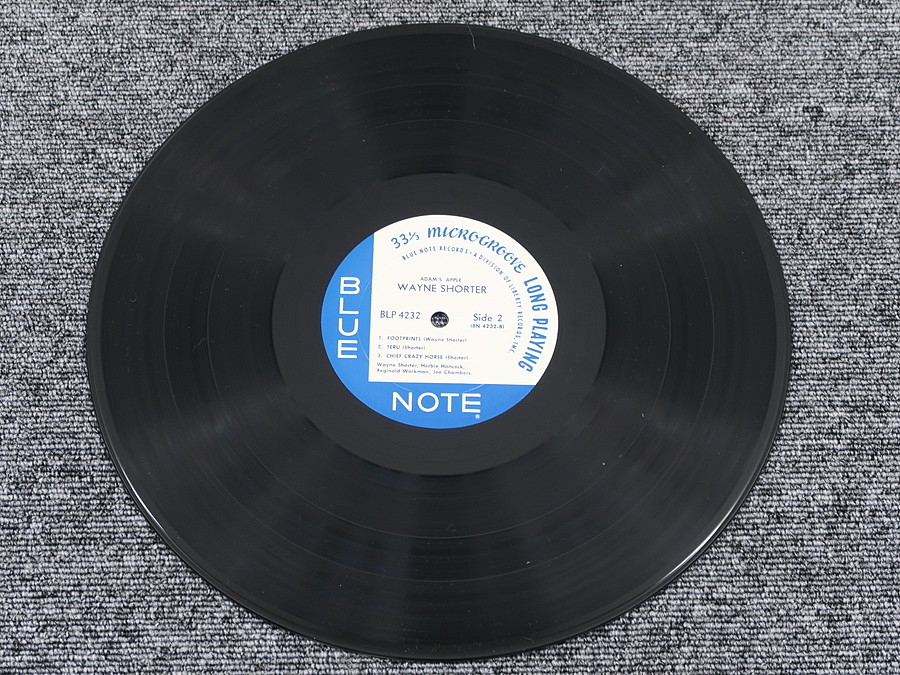 33⅓ MICROGROOVE LONG PLAYING
BLUE NOTE RECORDS • A DIVISION OF LIBERTY RECORDS, INC.
ADAM'S APPLE
WAYNE SHORTER
BLP 4232
Side 2
(BN 4232-B)
1. FOOTPRINTS (Wayne Shorter)
2. TERU (Shorter)
3. CHIEF CRAZY HORSE (Shorter)
Wayne Shorter, Herbie Hancock,
Reginald Workman, Joe Chambers.
BLUE
NOTE